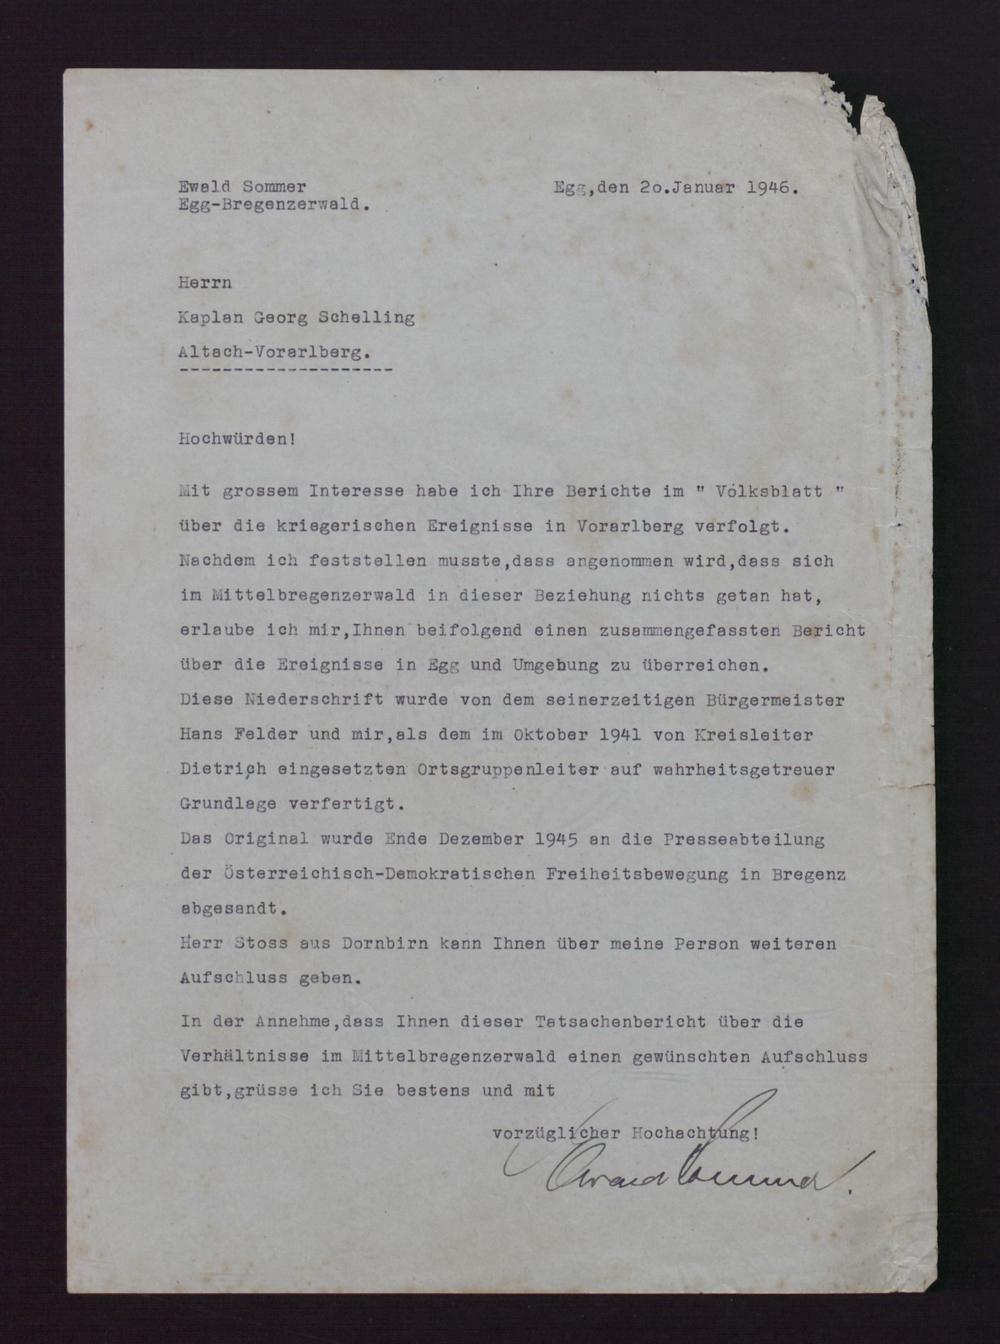 Ewald Sommer
Egg-Bregenzerwald.
Egg,den 2o.Januar 1946.
Herrn
Kaplan Georg Schelling
Altach-Vorarlberg.
--------------------
Hochwürden!
Mit grossem Interesse habe ich Ihre Berichte im " Volksblatt "
über die kriegerischen Ereignisse in Vorarlberg verfolgt.
Nachdem ich feststellen musste,dass angenommen wird,dass sich
im Mittelbregenzerwald in dieser Beziehung nichts getan hat,
erlaube ich mir,Ihnen beifolgend einen zusammengefassten Bericht
über die Ereignisse in Egg und Umgebung zu überreichen.
Diese Niederschrift wurde von dem seinerzeitigen Bürgermeister
Hans Felder und mir,als dem im Oktober 1941 von Kreisleiter
Dietrich eingesetzten Ortsgruppenleiter auf wahrheitsgetreuer
Grundlage verfertigt.
Das Original wurde Ende Dezember 1945 an die Presseabteilung
der Österreichisch-Demokratischen Freiheitsbewegung in Bregenz
abgesandt.
Herr Stoss aus Dornbirn kann Ihnen über meine Person weiteren
Aufschluss geben.
In der Annahme,dass Ihnen dieser Tatsachenbericht über die
Verhältnisse im Mittelbregenzerwald einen gewünschten Aufschluss
gibt,grüsse ich Sie bestens und mit
vorzüglicher Hochachtung!
Ewald Sommer.